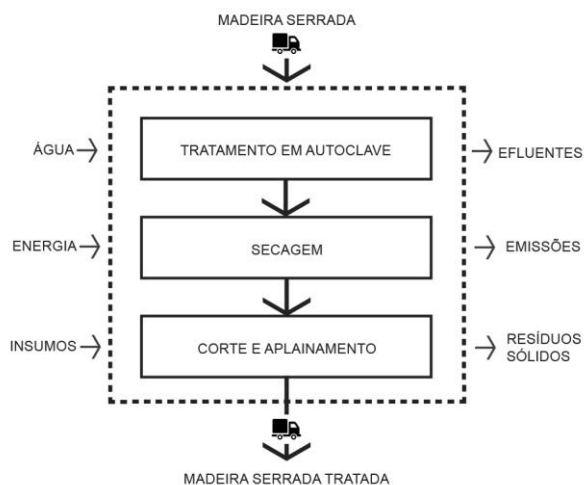 MADEIRA SERRADA
ÁGUA
TRATAMENTO EM AUTOCLAVE
EFLUENTES
ENERGIA
SECAGEM
EMISSÕES
INSUMOS
CORTE E APLAINAMENTO
RESÍDUOS
SÓLIDOS
MADEIRA SERRADA TRATADA